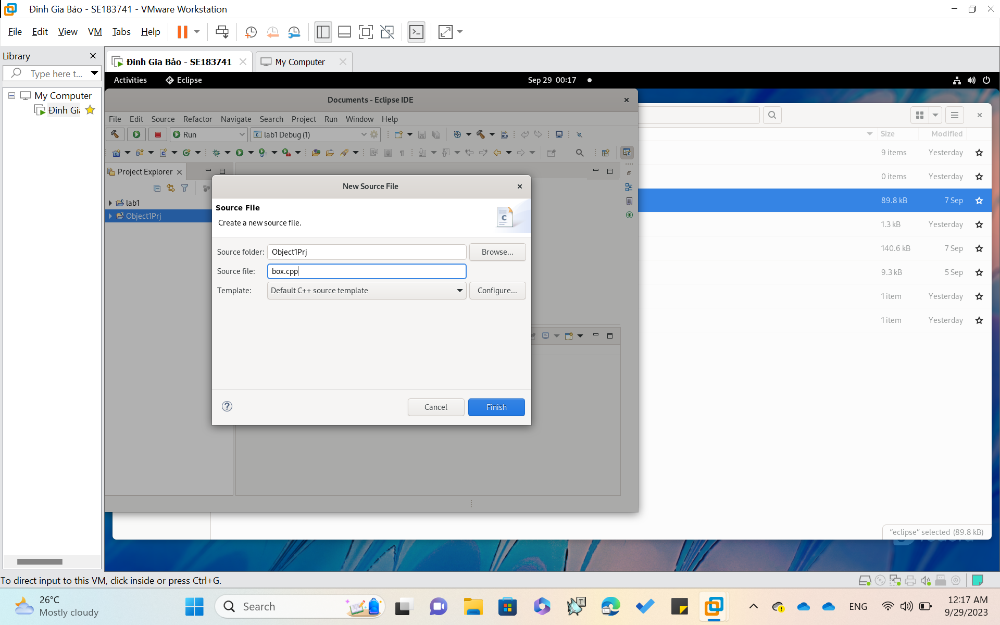 Đinh Gia Bảo - SE183741 - VMware Workstation
File Edit View VM Tabs Help
Library
Type here t...
My Computer
Đinh Gi
Đinh Gia Bảo - SE183741
My Computer
Activities
Eclipse
Sep 29 00:17
Documents - Eclipse IDE
File Edit Source Refactor Navigate Search Project Run Window Help
Run
lab1 Debug (1)
010
Project Explorer
lab1
Object1Prj
New Source File
Source File
Create a new source file.
Source folder: Object1Prj Browse...
Source file: box.cpp
Template: Default C++ source template Configure...
Cancel Finish
Size Modified
9 items Yesterday
0 items Yesterday
89.8 kB 7 Sep
1.3 kB Yesterday
140.6 kB 7 Sep
9.3 kB 5 Sep
1 item Yesterday
1 item Yesterday
“eclipse” selected (89.8 kB)
To direct input to this VM, click inside or press Ctrl+G.
26°C
Mostly cloudy
Search
ENG
12:17 AM
9/29/2023